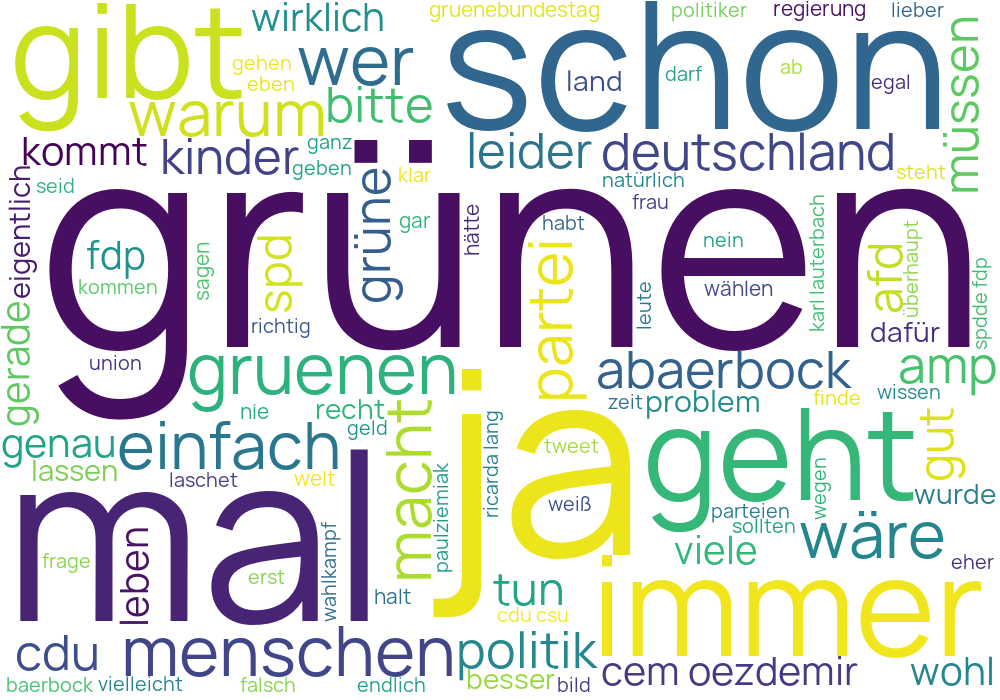 gibt
wirklich
gruenebundestag
politiker
regierung
lieber
schon
wer
gehen
eben
land
darf
ab
egal
müssen
warum
bitte
kommt
kinder
ganz
geben
leider
deutschland
seid
eigentlich
grüne
klar
natürlich
steht
grünen
gar
hätte
frau
habt
karl lauterbach
fdp
kommen
sagen
spd
partei
nein
wählen
afd
überhaupt
spdde fdp
gerade
richtig
leute
dafür
union
gruenen
abaerbock
amp
nie
recht
geld
zeit
problem
finde
wissen
genau
einfach
macht
ja
geht
gut
lassen
laschet
welt
ricarda lang
tweet
paulziemiak
weiß
parteien
wegen
sollten
wurde
mal
wäre
frage
leben
erst
wahlkampf
halt
tun
viele
eher
immer
cdu csu
cdu
menschen
politik
cem oezdemir
wohl
baerbock
vielleicht
falsch
endlich
besser
bild